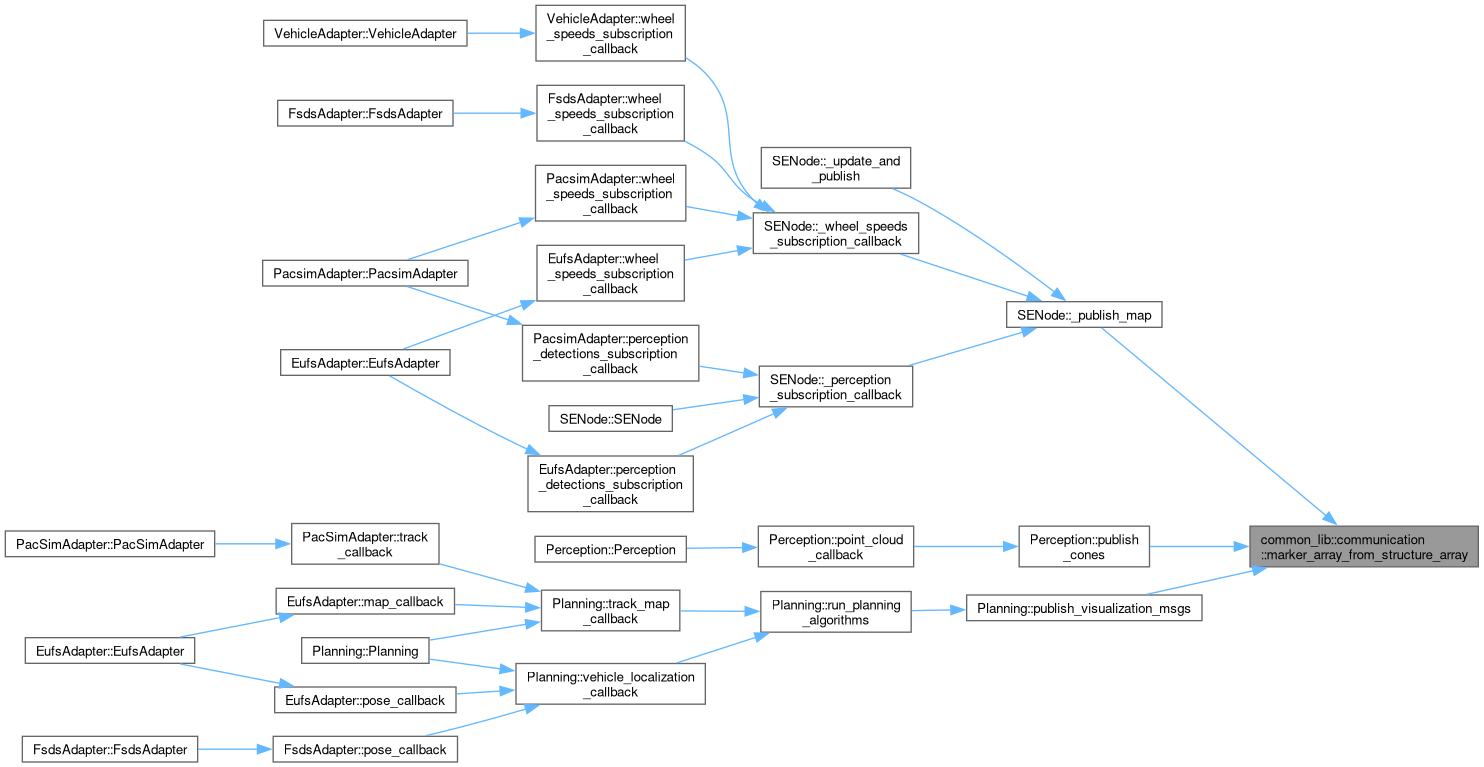 VehicleAdapter::VehicleAdapter
VehicleAdapter::wheel
_speeds_subscription
_callback
FsdsAdapter::FsdsAdapter
FsdsAdapter::wheel
_speeds_subscription
_callback
SENode::_update_and
_publish
PacsimAdapter::wheel
_speeds_subscription
_callback
SENode::_wheel_speeds
_subscription_callback
PacsimAdapter::PacsimAdapter
EufsAdapter::wheel
_speeds_subscription
_callback
SENode::_publish_map
EufsAdapter::EufsAdapter
PacsimAdapter::perception
_detections_subscription
_callback
SENode::_perception
_subscription_callback
SENode::SENode
EufsAdapter::perception
_detections_subscription
_callback
PacSimAdapter::PacSimAdapter
PacSimAdapter::track
_callback
Perception::Perception
Perception::point_cloud
_callback
Perception::publish
_cones
common_lib::communication
::marker_array_from_structure_array
EufsAdapter::map_callback
Planning::track_map
_callback
Planning::run_planning
_algorithms
Planning::publish_visualization_msgs
EufsAdapter::EufsAdapter
Planning::Planning
EufsAdapter::pose_callback
Planning::vehicle_localization
_callback
FsdsAdapter::FsdsAdapter
FsdsAdapter::pose_callback